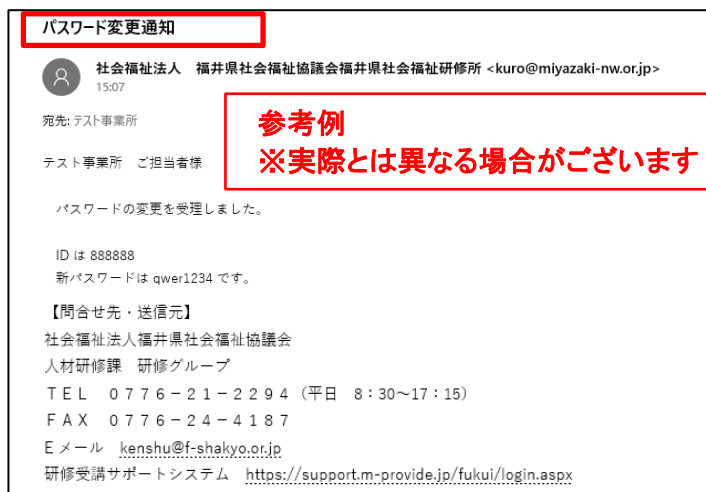 パスワード変更通知
社会福祉法人　福井県社会福祉協議会福井県社会福祉研修所 <kuro@miyazaki-nw.or.jp>
15:07
宛先: テスト事業所
参考例
※実際とは異なる場合がございます
テスト事業所　ご担当者様
パスワードの変更を受理しました。
ID は 888888
新パスワードは qwer1234 です。
【問合せ先・送信元】
社会福祉法人福井県社会福祉協議会
人材研修課　研修グループ
ＴＥＬ　０７７６－２１－２２９４（平日　8：30～17：15）
ＦＡＸ　０７７６－２４－４１８７
Ｅメール　kenshu@f-shakyo.or.jp
研修受講サポートシステム　https://support.m-provide.jp/fukui/login.aspx